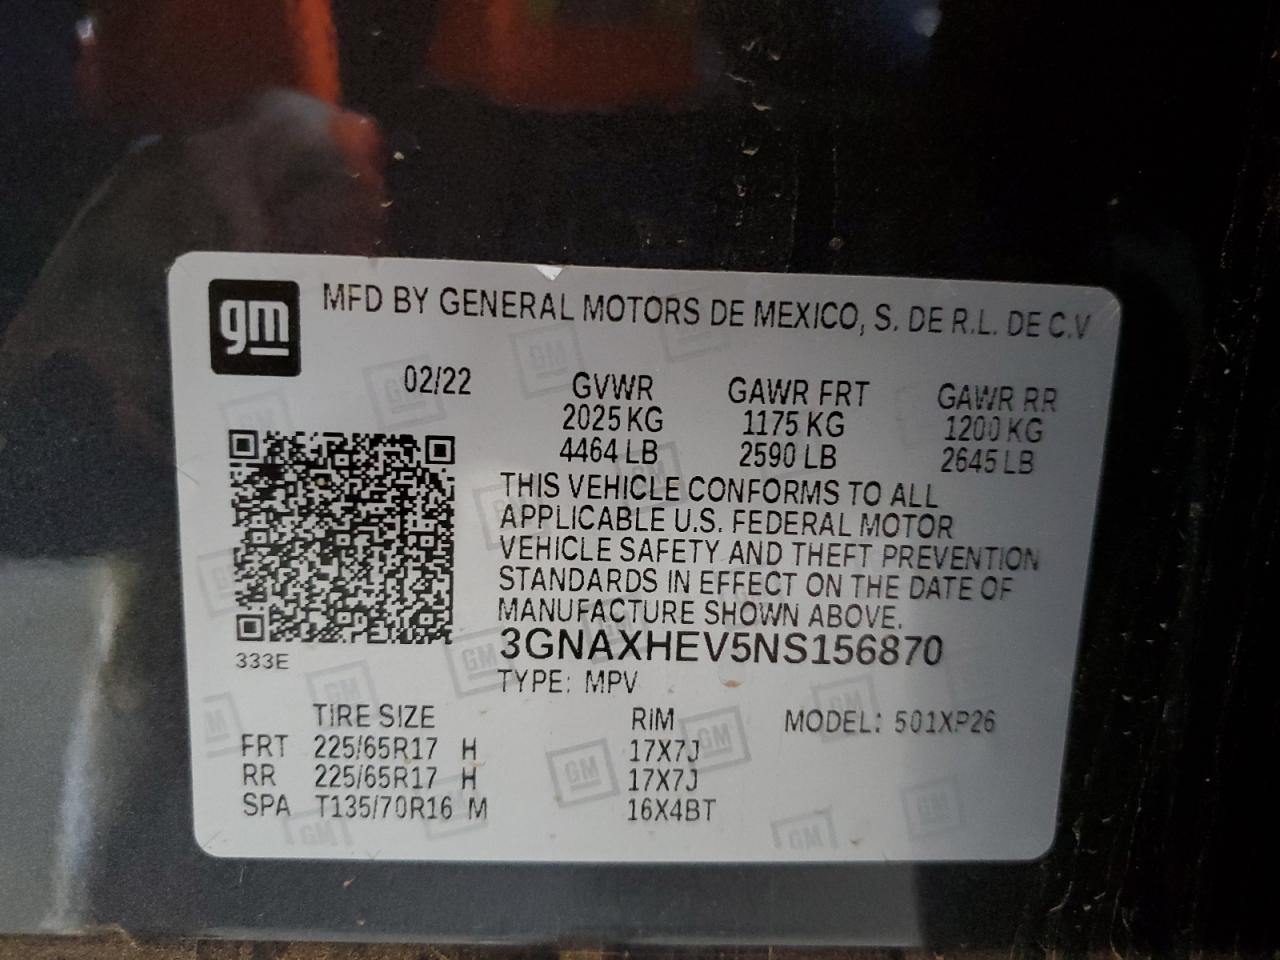 gm
MFD BY GENERAL MOTORS DE MEXICO, S. DE R.L. DE C.V
02/22
GVWR GAWR FRT GAWR RR
2025 KG 1175 KG 1200 KG
4464 LB 2590 LB 2645 LB
THIS VEHICLE CONFORMS TO ALL
APPLICABLE U.S. FEDERAL MOTOR
VEHICLE SAFETY AND THEFT PREVENTION
STANDARDS IN EFFECT ON THE DATE OF
MANUFACTURE SHOWN ABOVE.
3GNAXHEV5NS156870
333E
TYPE: MPV
TIRE SIZE RIM MODEL: 501XP26
FRT 225/65R17 H 17X7J
RR 225/65R17 H 17X7J
SPA T135/70R16 M 16X4BT